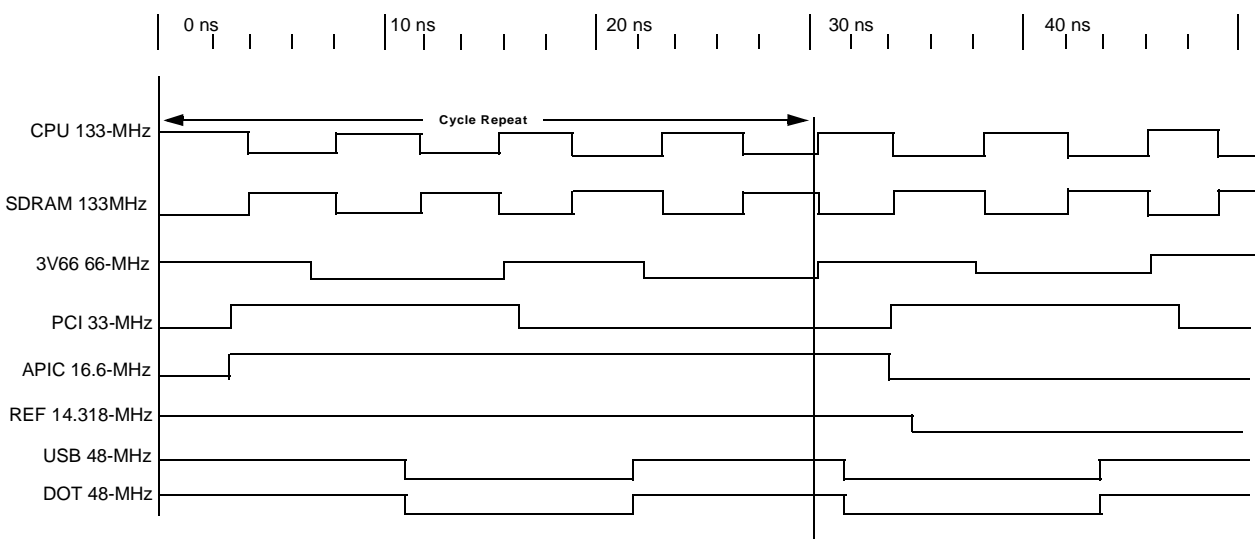 0 ns 10 ns 20 ns 30 ns 40 ns
Cycle Repeat
CPU 133-MHz
SDRAM 133MHz
3V66 66-MHz
PCI 33-MHz
APIC 16.6-MHz
REF 14.318-MHz
USB 48-MHz
DOT 48-MHz